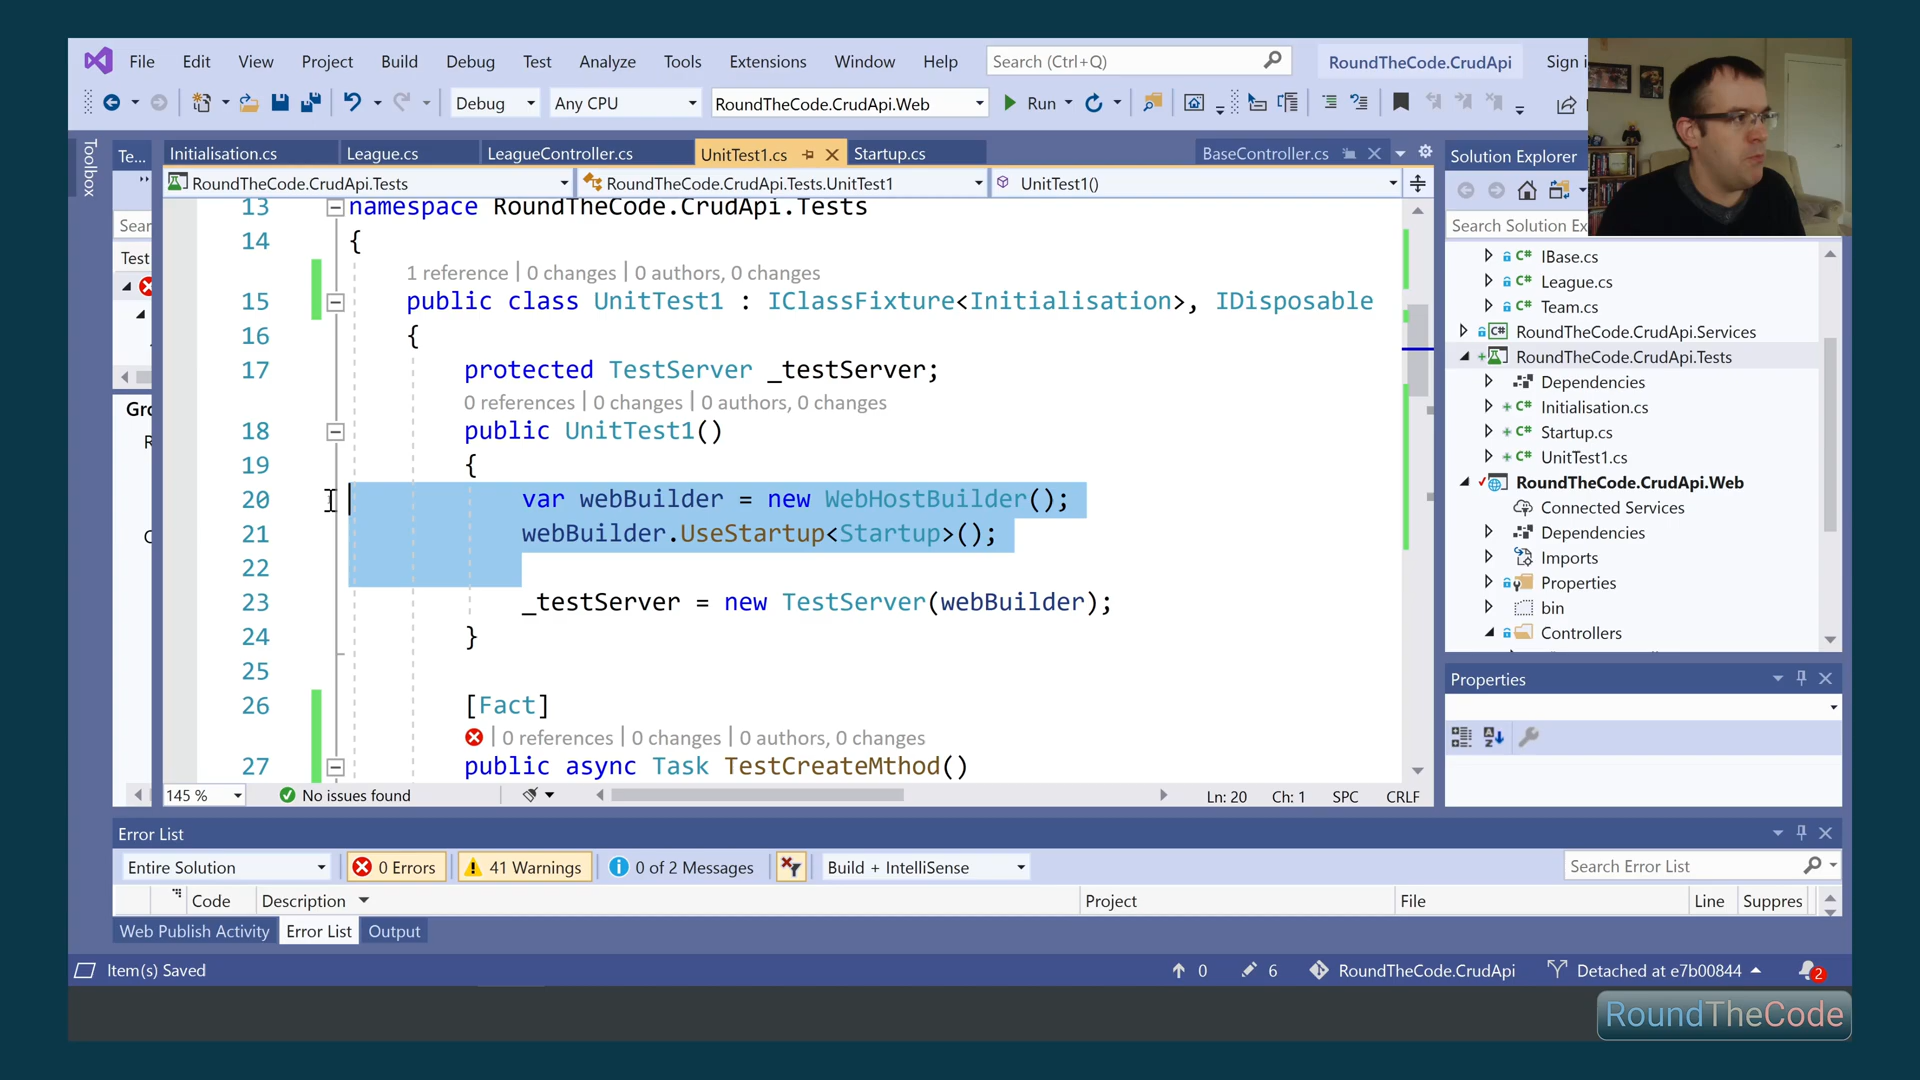 File Edit View Project Build Debug Test Tools Analyze Extensions Window Help Search (Ctrl+Q) RoundTheCode.CrudApi Sign i
Debug Any CPU RoundTheCode.CrudApi.Web Run
Toolbox
Te...
Initialisation.cs League.cs LeagueController.cs UnitTest1.cs Startup.cs BaseController.cs
RoundTheCode.CrudApi.Tests RoundTheCode.CrudApi.Tests.UnitTest1 UnitTest1()
Sear
Test
Gro
13 namespace RoundTheCode.CrudApi.Tests
14 {
1 reference | 0 changes | 0 authors, 0 changes
15 public class UnitTest1 : IClassFixture<Initialisation>, IDisposable
16 {
17 protected TestServer _testServer;
0 references | 0 changes | 0 authors, 0 changes
18 public UnitTest1()
19 {
20 var webBuilder = new WebHostBuilder();
21 webBuilder.UseStartup<Startup>();
22
23 _testServer = new TestServer(webBuilder);
24 }
25
26 [Fact]
0 references | 0 changes | 0 authors, 0 changes
27 public async Task TestCreateMthod()
145 % No issues found Ln: 20 Ch: 1 SPC CRLF
Solution Explorer
Search Solution Ex
C# IBase.cs
C# League.cs
C# Team.cs
C# RoundTheCode.CrudApi.Services
RoundTheCode.CrudApi.Tests
Dependencies
C# Initialisation.cs
C# Startup.cs
C# UnitTest1.cs
RoundTheCode.CrudApi.Web
Connected Services
Dependencies
Imports
Properties
bin
Controllers
Properties
Error List
Entire Solution 0 Errors 41 Warnings 0 of 2 Messages Build + IntelliSense Search Error List
Code Description Project File Line Suppres
Web Publish Activity Error List Output
Item(s) Saved 0 6 RoundTheCode.CrudApi Detached at e7b00844 2
RoundTheCode